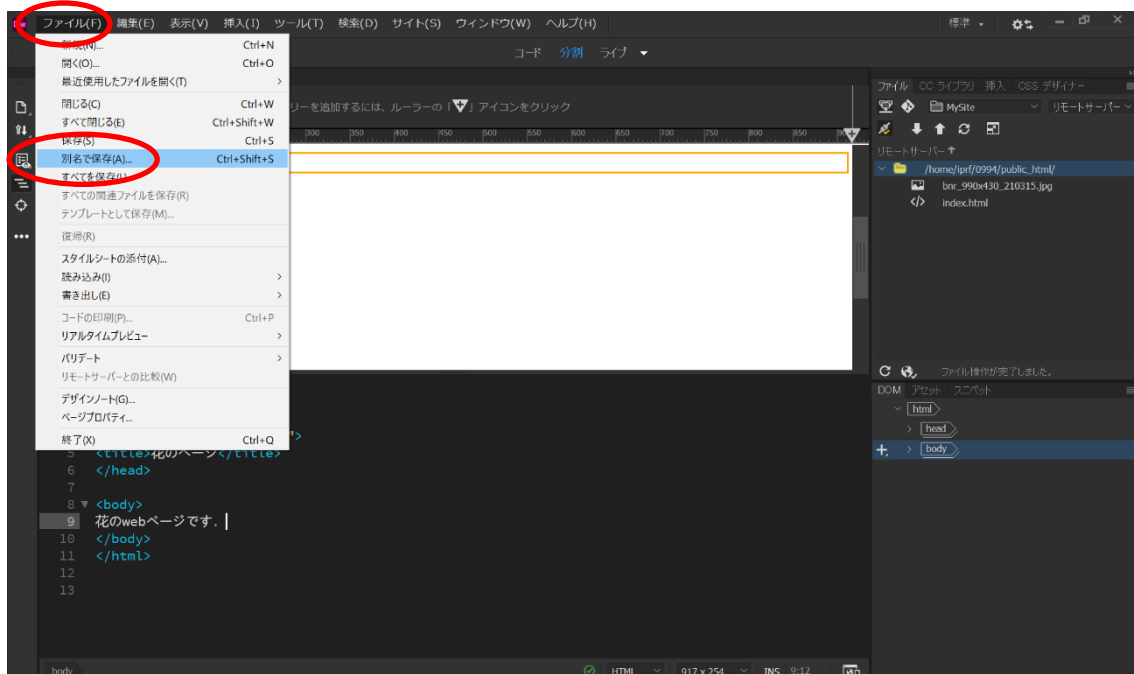 Dw ファイル(F) 編集(E) 表示(V) 挿入(I) ツール(T) 検索(D) サイト(S) ウィンドウ(W) ヘルプ(H) 標準
コード 分割 ライブ
新規(N)... Ctrl+N
開く(O)... Ctrl+O
最近使用したファイルを開く(T)
閉じる(C) Ctrl+W
すべて閉じる(E) Ctrl+Shift+W
保存(S) Ctrl+S
別名で保存(A)... Ctrl+Shift+S
すべてを保存(L)
すべての関連ファイルを保存(R)
テンプレートとして保存(M)...
復帰(R)
スタイルシートの添付(A)...
読み込み(I)
書き出し(E)
コードの印刷(P)... Ctrl+P
リアルタイムプレビュー
バリデート
リモートサーバーとの比較(W)
デザインノート(G)...
ページプロパティ...
終了(X) Ctrl+Q
リーを追加するには、ルーラーの「 」アイコンをクリック
300 350 400 450 500 550 600 650 700 750 800 850
ファイル CC ライブラリ 挿入 CSS デザイナー
MySite リモートサーバー
リモートサーバー
/home/iprf/0994/public_html/
bnr_990x430_210315.jpg
index.html
ファイル操作が完了しました。
DOM アセット スニペット
html
head
body
">
5 <title>花のページ</title>
6 </head>
7
8 <body>
9 花のwebページです.
10 </body>
11 </html>
12
13
body HTML 917 x 254 INS 9:12